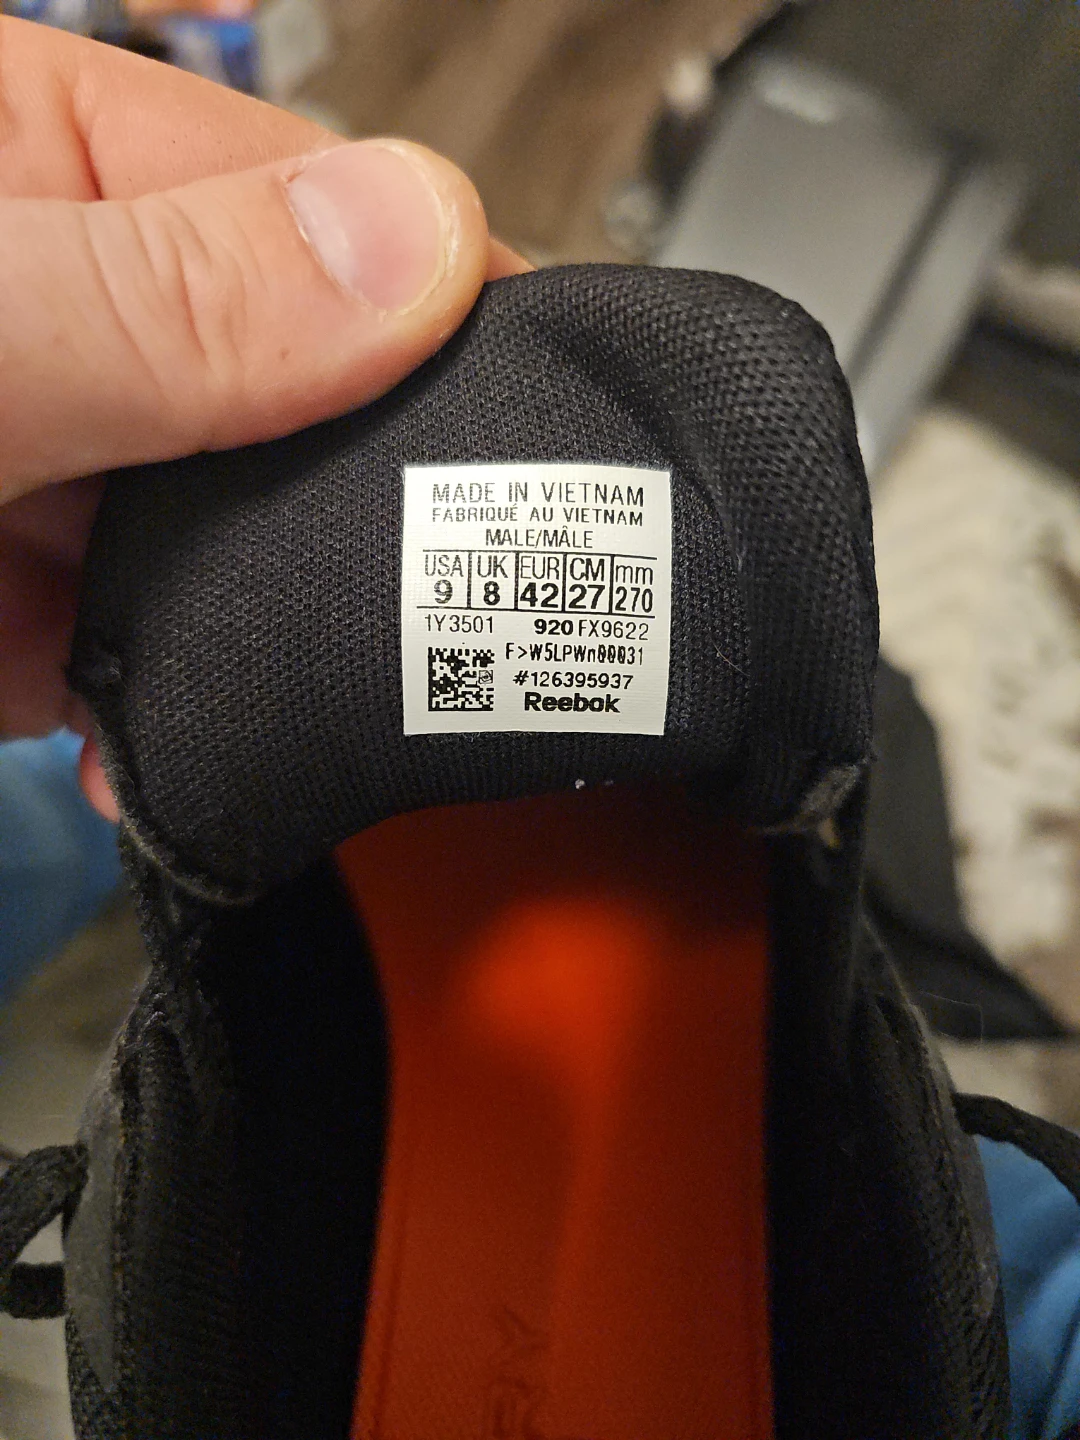 MADE IN VIETNAM
FABRIQUÉ AU VIETNAM
MALE/MÂLE
USA UK EUR CM mm
9 8 42 27 270
1Y3501 920 FX9622
F>W5LPWn00031
#126395937
Reebok